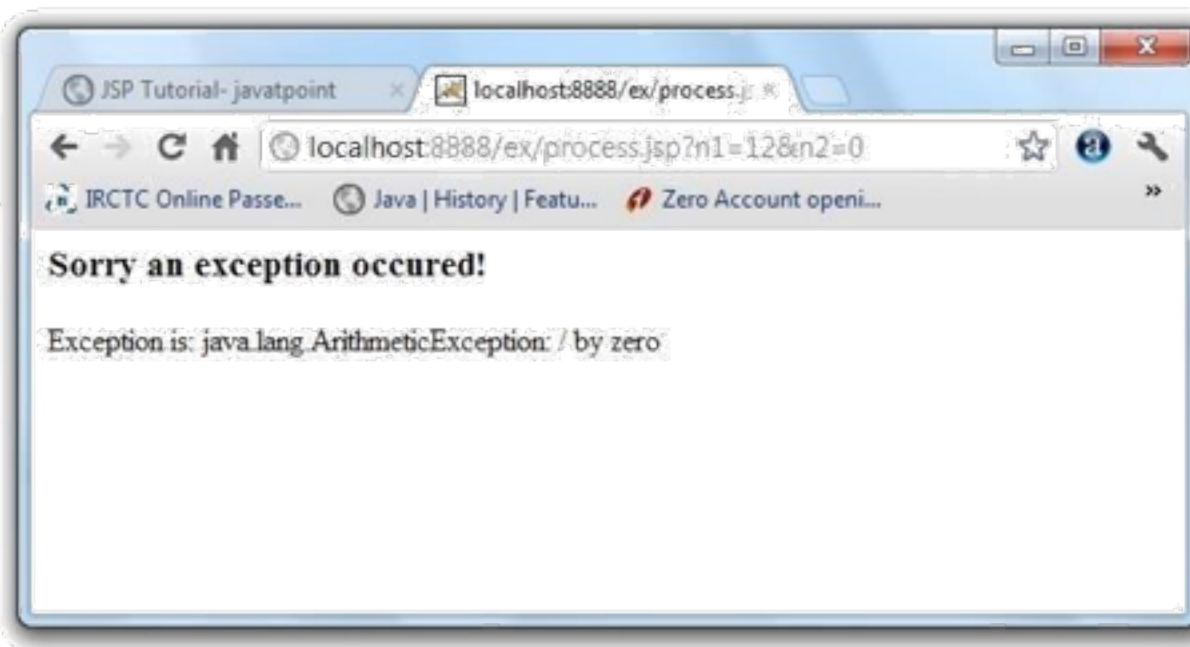 JSP Tutorial- javatpoint
localhost:8888/ex/process.j
localhost:8888/ex/process.jsp?n1=12&n2=0
IRCTC Online Passe... Java | History | Featu... Zero Account openi...
Sorry an exception occured!
Exception is: java.lang.ArithmeticException: / by zero